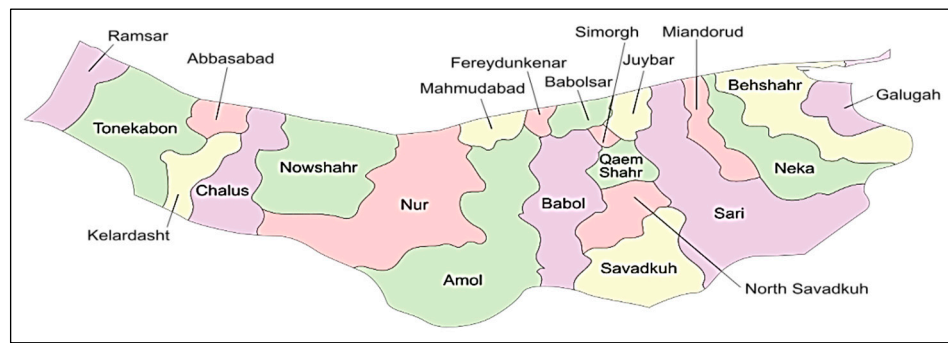 Ramsar
Abbasabad
Simorgh
Miandorud
Fereydunkenar
Juybar
Mahmudabad
Babolsar
Behshahr
Galugah
Tonekabon
Nowshahr
Qaem
Shahr
Neka
Chalus
Nur
Babol
Sari
Kelardasht
Amol
Savadkuh
North Savadkuh